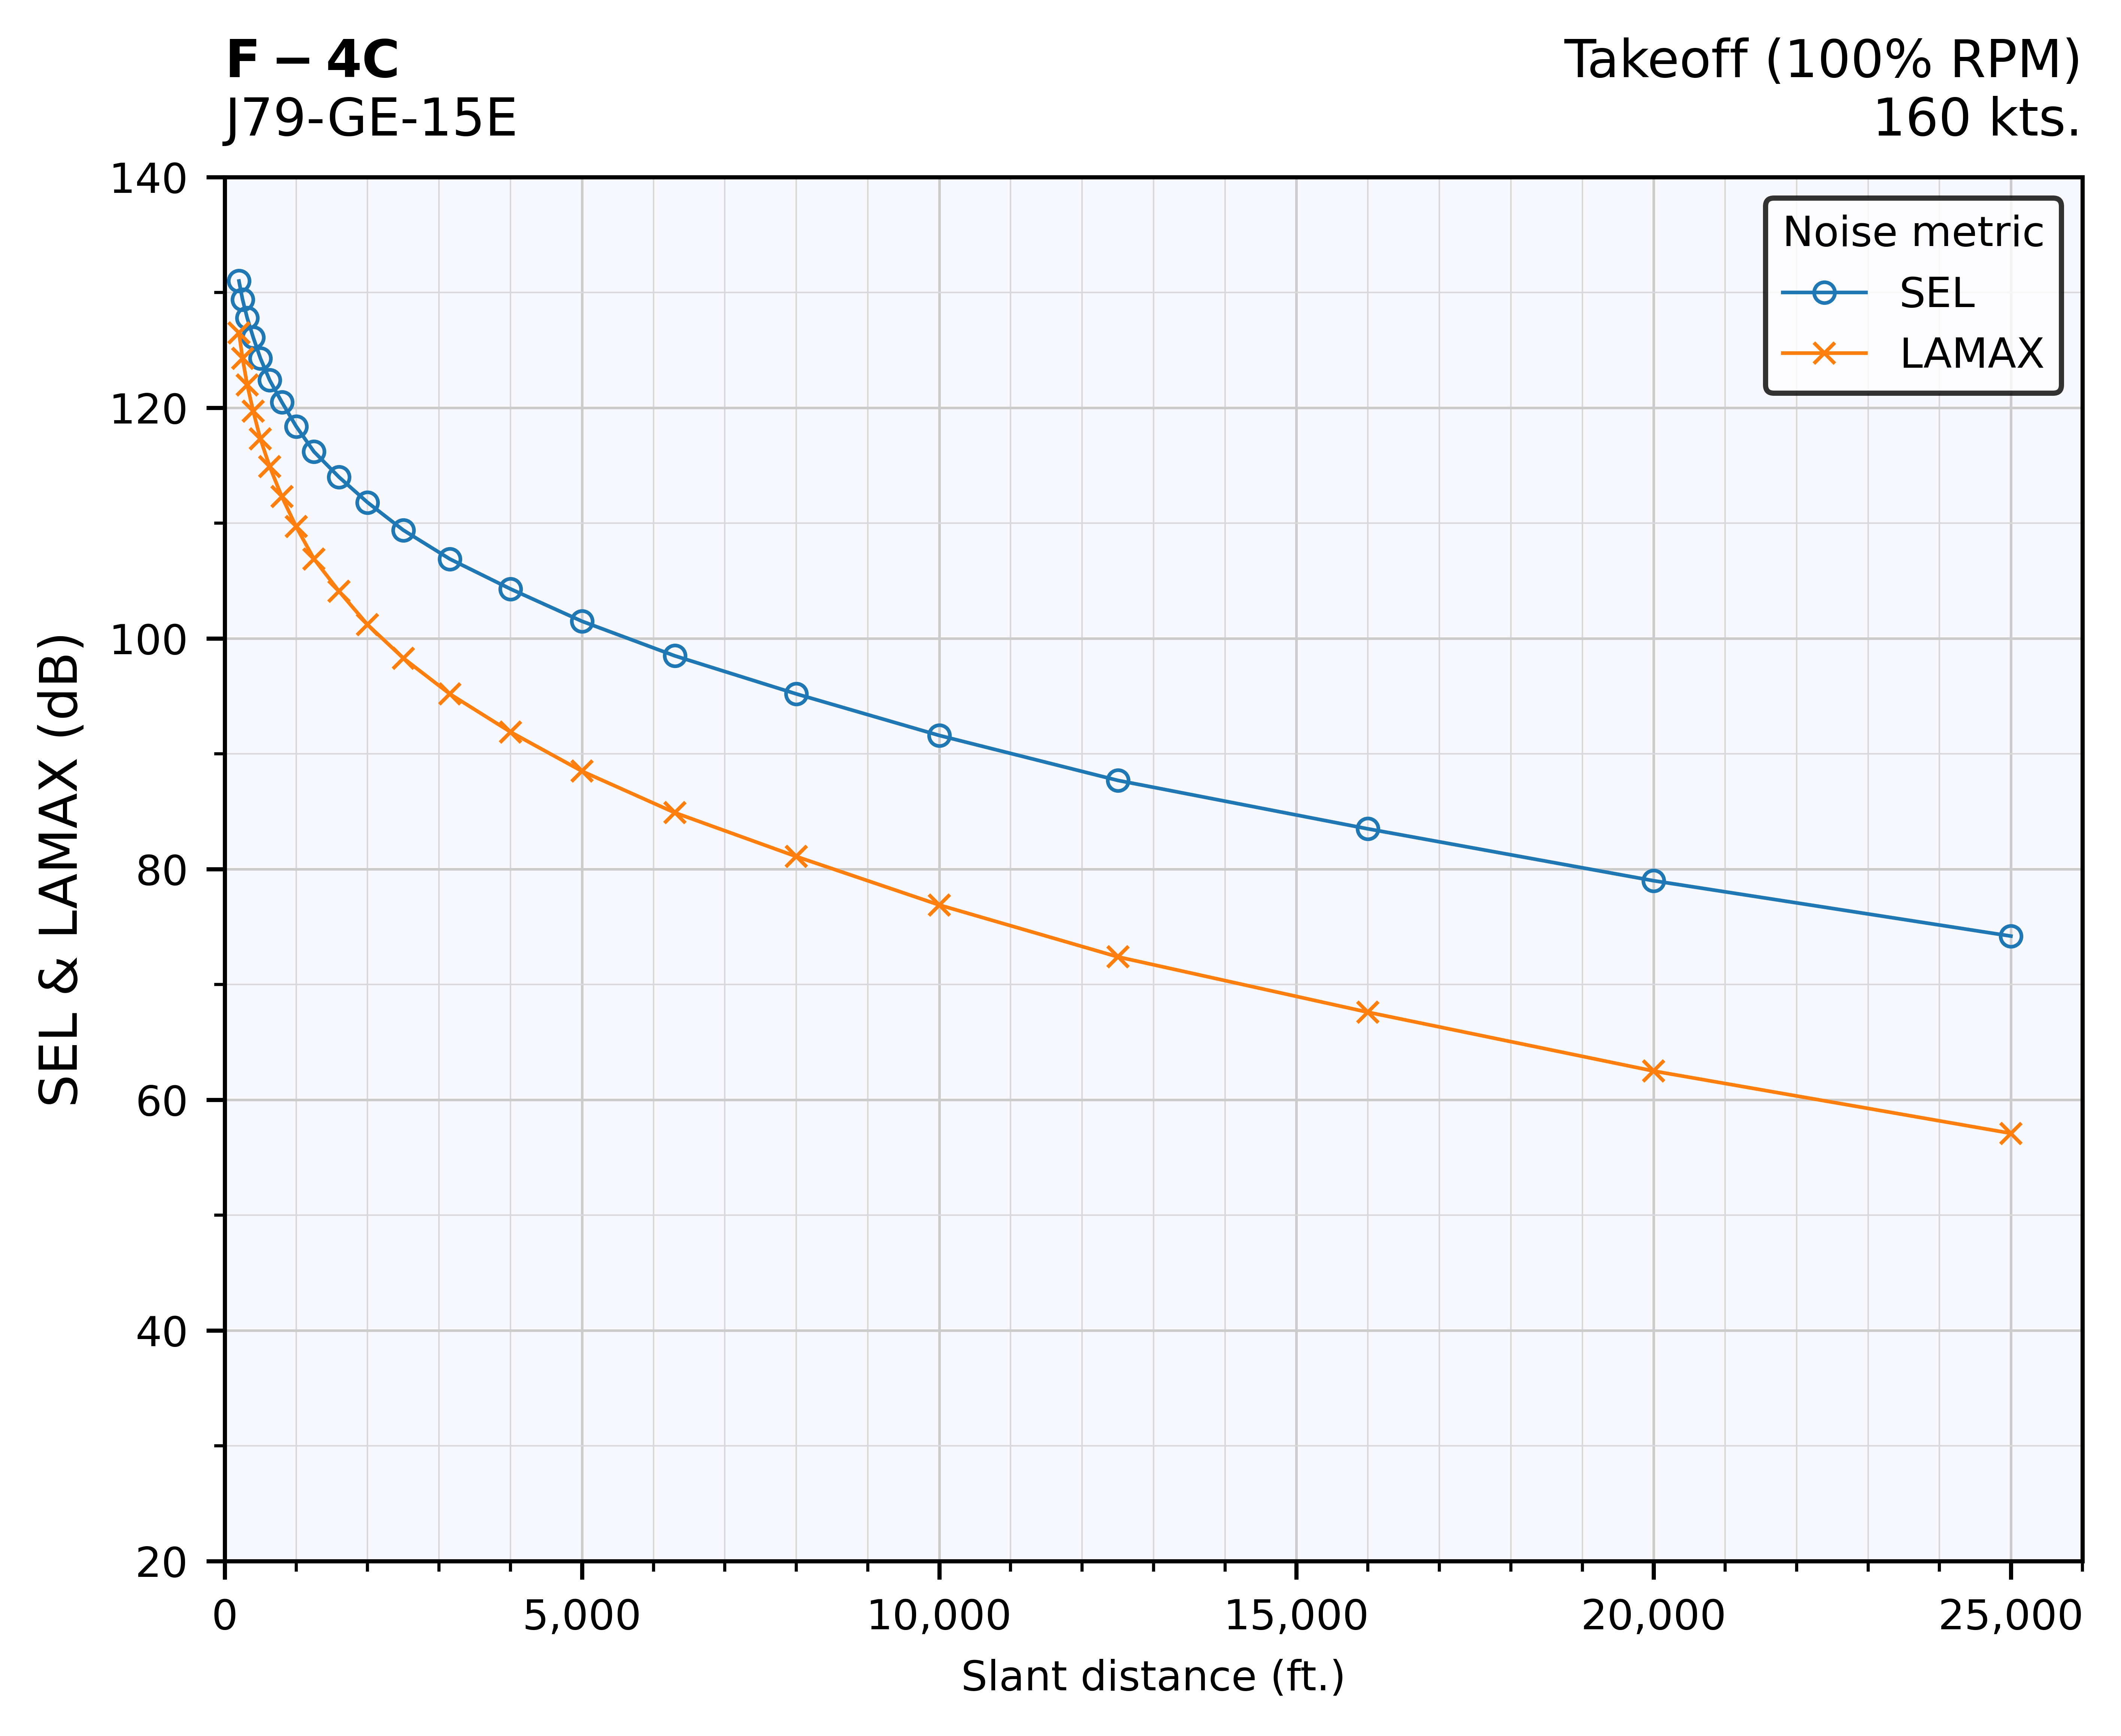 F − 4C
J79-GE-15E
Takeoff (100% RPM)
160 kts.
Noise metric
SEL
LAMAX
SEL & LAMAX (dB)
140
120
100
80
60
40
20
0
5,000
10,000
15,000
20,000
25,000
Slant distance (ft.)